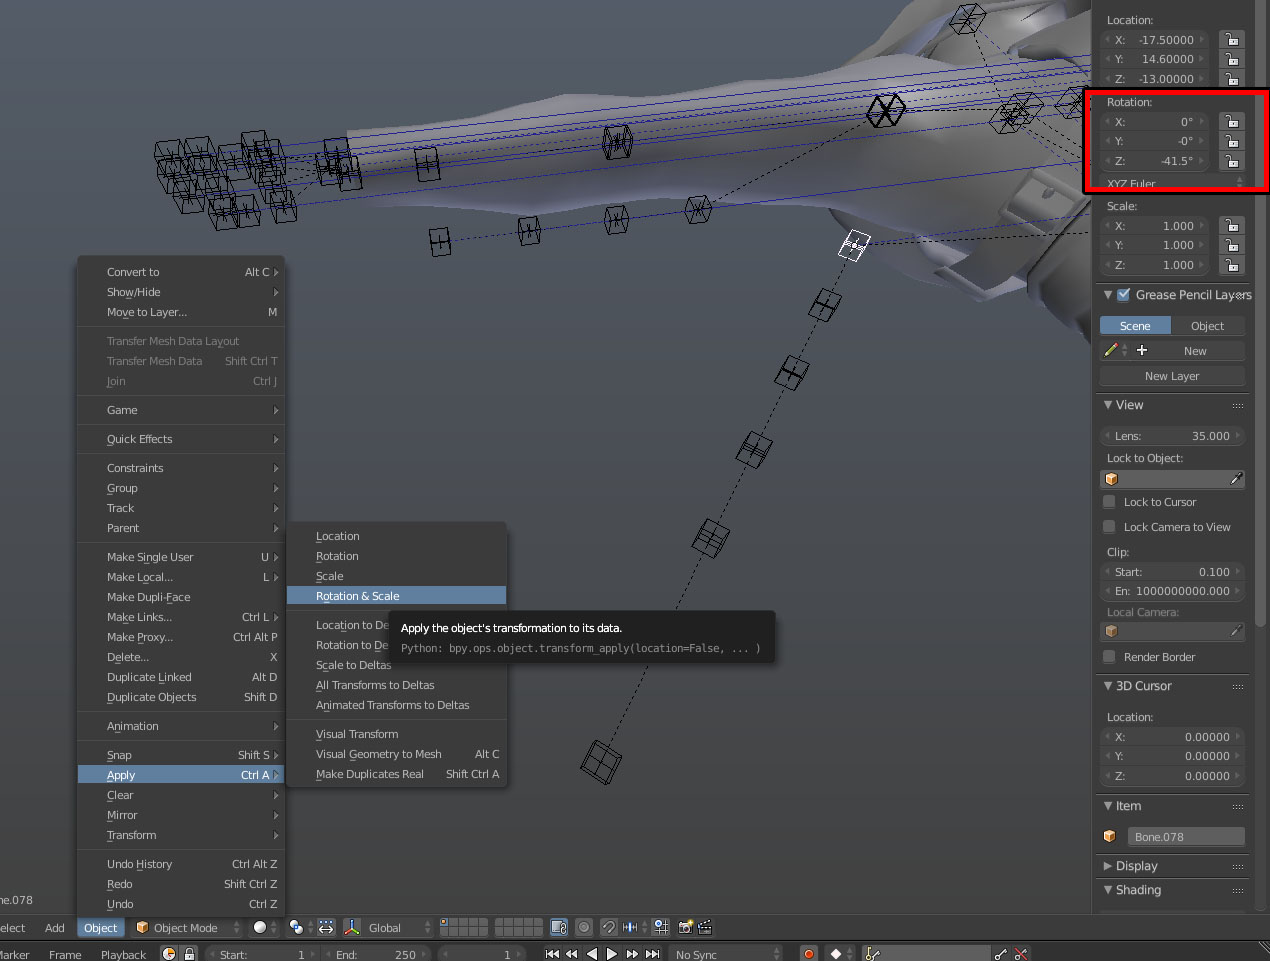 Convert to Alt C
Show/Hide
Move to Layer... M
Transfer Mesh Data Layout
Transfer Mesh Data Shift Ctrl T
Join Ctrl J
Game
Quick Effects
Constraints
Group
Track
Parent
Make Single User U
Make Local... L
Make Dupli-Face
Make Links... Ctrl L
Make Proxy... Ctrl Alt P
Delete... X
Duplicate Linked Alt D
Duplicate Objects Shift D
Animation
Snap Shift S
Apply Ctrl A
Clear
Mirror
Transform
Undo History Ctrl Alt Z
Redo Shift Ctrl Z
Undo Ctrl Z
Location
Rotation
Scale
Rotation & Scale
Location to De
Rotation to De
Scale to Deltas
All Transforms to Deltas
Animated Transforms to Deltas
Visual Transform
Visual Geometry to Mesh Alt C
Make Duplicates Real Shift Ctrl A
Apply the object's transformation to its data.
Python: bpy.ops.object.transform_apply(location=False, ... )
Location:
X: -17.50000
Y: 14.60000
Z: -13.00000
Rotation:
X: 0°
Y: -0°
Z: -41.5°
XYZ Euler
Scale:
X: 1.000
Y: 1.000
Z: 1.000
Grease Pencil Layers
Scene Object
New
New Layer
View
Lens: 35.000
Lock to Object:
Lock to Cursor
Lock Camera to View
Clip:
Start: 0.100
En: 1000000000.000
Local Camera:
Render Border
3D Cursor
Location:
X: 0.00000
Y: 0.00000
Z: 0.00000
Item
Bone.078
Display
Shading
ne.078
elect Add Object Object Mode Global
Marker Frame Playback Start: 1 End: 250 1 No Sync